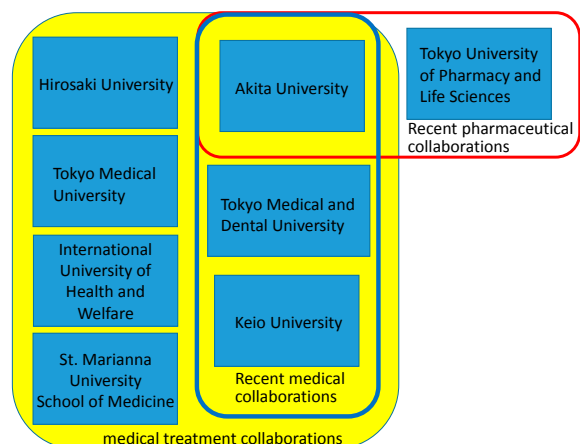 Hirosaki University
Akita University
Tokyo University
of Pharmacy and
Life Sciences
Recent pharmaceutical
collaborations
Tokyo Medical
University
Tokyo Medical and
Dental University
International
University of
Health and
Welfare
Keio University
St. Marianna
University
School of Medicine
Recent medical
collaborations
medical treatment collaborations